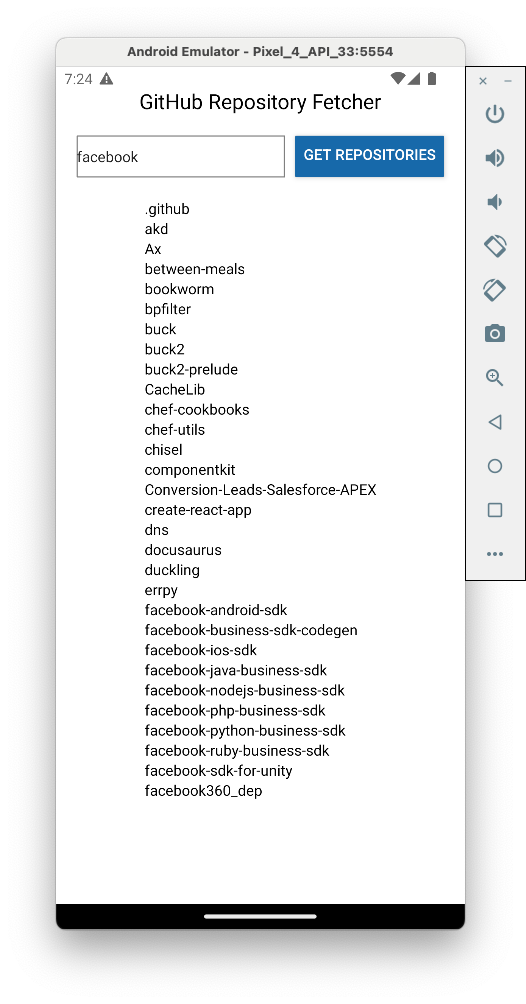 Android Emulator - Pixel_4_API_33:5554
7:24
GitHub Repository Fetcher
facebook
GET REPOSITORIES
.github
akd
Ax
between-meals
bookworm
bpfilter
buck
buck2
buck2-prelude
CacheLib
chef-cookbooks
chef-utils
chisel
componentkit
Conversion-Leads-Salesforce-APEX
create-react-app
dns
docusaurus
duckling
errpy
facebook-android-sdk
facebook-business-sdk-codegen
facebook-ios-sdk
facebook-java-business-sdk
facebook-nodejs-business-sdk
facebook-php-business-sdk
facebook-python-business-sdk
facebook-ruby-business-sdk
facebook-sdk-for-unity
facebook360_dep